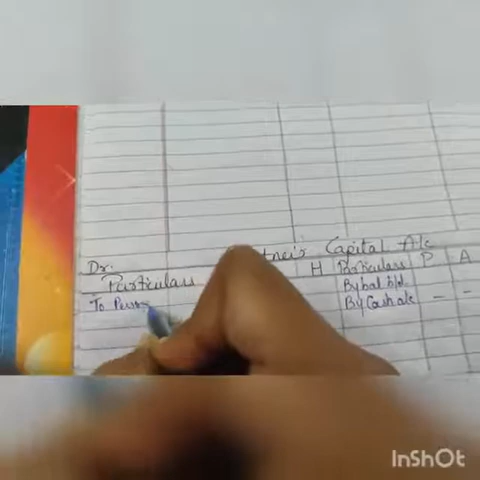 Dr. Capital A/c
Particulars H Particulars P A
By bal b/d.
To By Cash a/c - -
InShOt